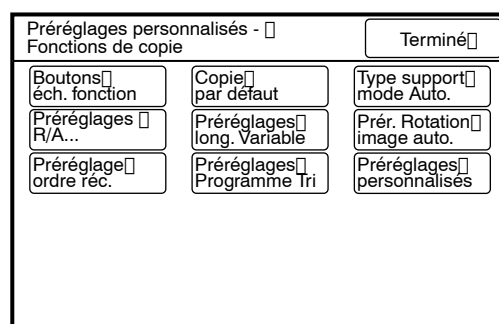 Préréglages personnalisés -
Fonctions de copie
Terminé
Boutons
éch. fonction
Copie
par défaut
Type support
mode Auto.
Préréglages
R/A...
Préréglages
long. Variable
Prér. Rotation
image auto.
Préréglage
ordre réc.
Préréglages
Programme Tri
Préréglages
personnalisés